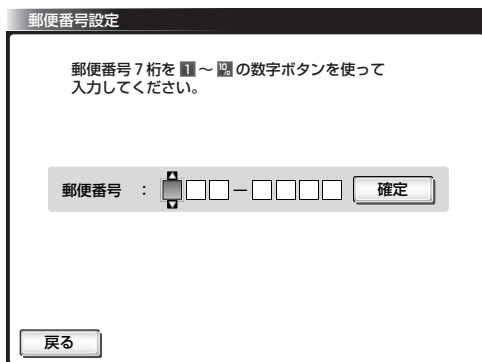 郵便番号設定
郵便番号7桁を 1 ～ 10/0 の数字ボタンを使って
入力してください。
郵便番号 ： － 確定
戻る